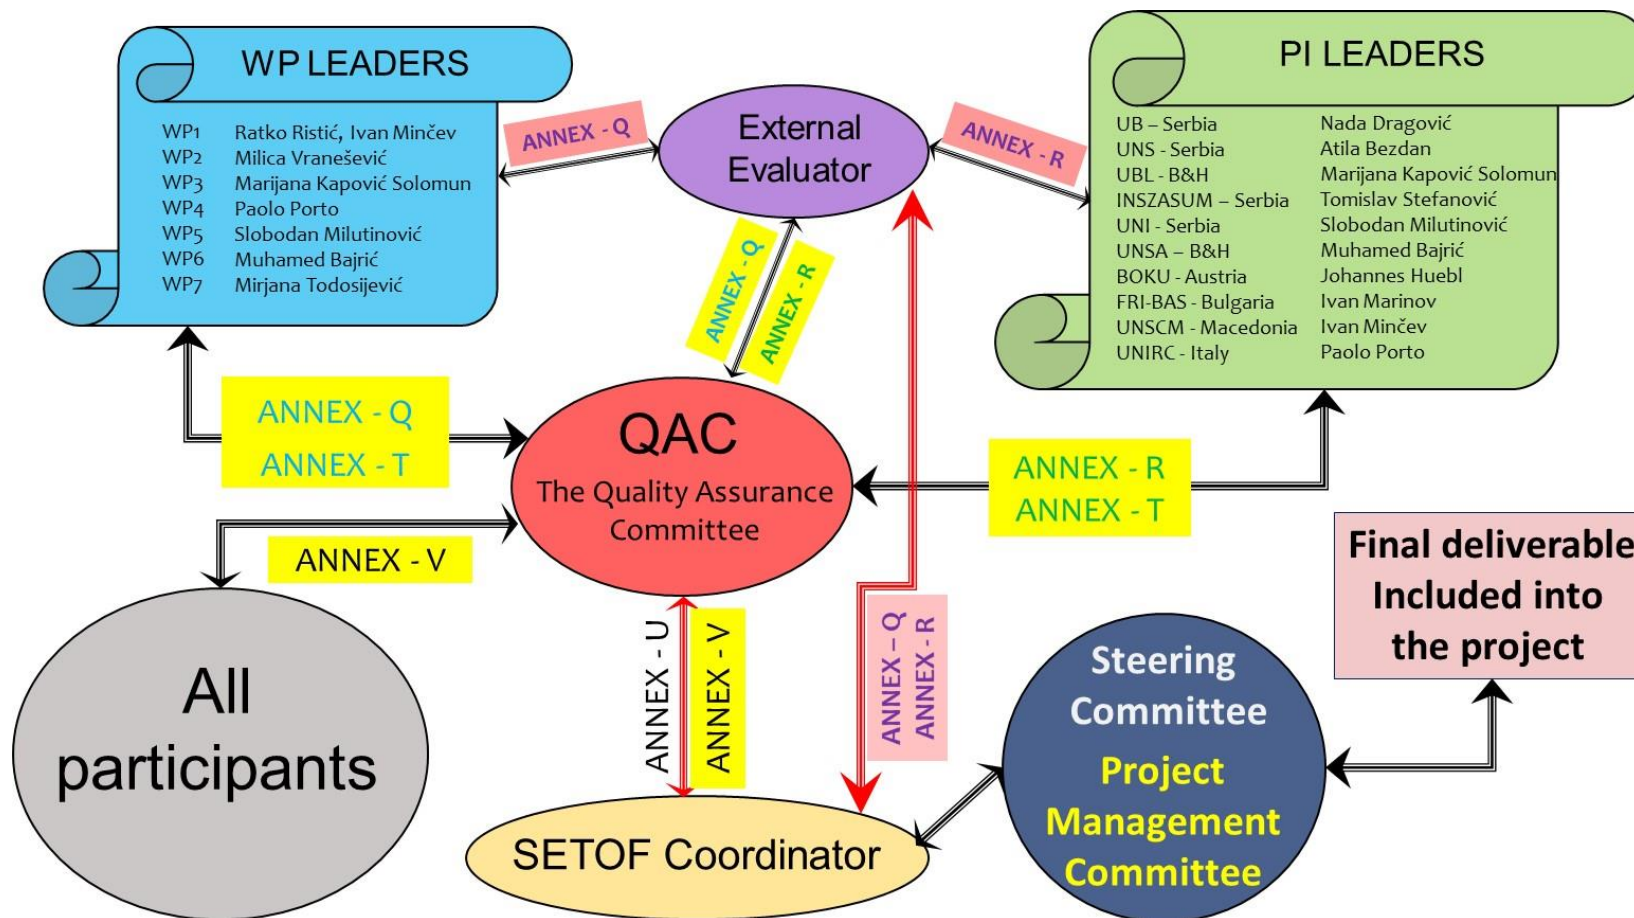 WP LEADERS
WP1 Ratko Ristić, Ivan Minčev
WP2 Milica Vranešević
WP3 Marijana Kapović Solomun
WP4 Paolo Porto
WP5 Slobodan Milutinović
WP6 Muhamed Bajrić
WP7 Mirjana Todosijević
ANNEX - Q
External
Evaluator
ANNEX - R
PI LEADERS
UB – Serbia Nada Dragović
UNS - Serbia Atila Bezdan
UBL - B&H Marijana Kapović Solomun
INSZASUM – Serbia Tomislav Stefanović
UNI - Serbia Slobodan Milutinović
UNSA – B&H Muhamed Bajrić
BOKU - Austria Johannes Huebl
FRI-BAS - Bulgaria Ivan Marinov
UNSCM - Macedonia Ivan Minčev
UNIRC - Italy Paolo Porto
ANNEX - Q
ANNEX - R
ANNEX - Q
ANNEX - T
QAC
The Quality Assurance
Committee
ANNEX - R
ANNEX - T
ANNEX - V
All
participants
ANNEX - U
ANNEX - V
ANNEX – Q
ANNEX - R
SETOF Coordinator
Steering
Committee
Project
Management
Committee
Final deliverable
Included into
the project